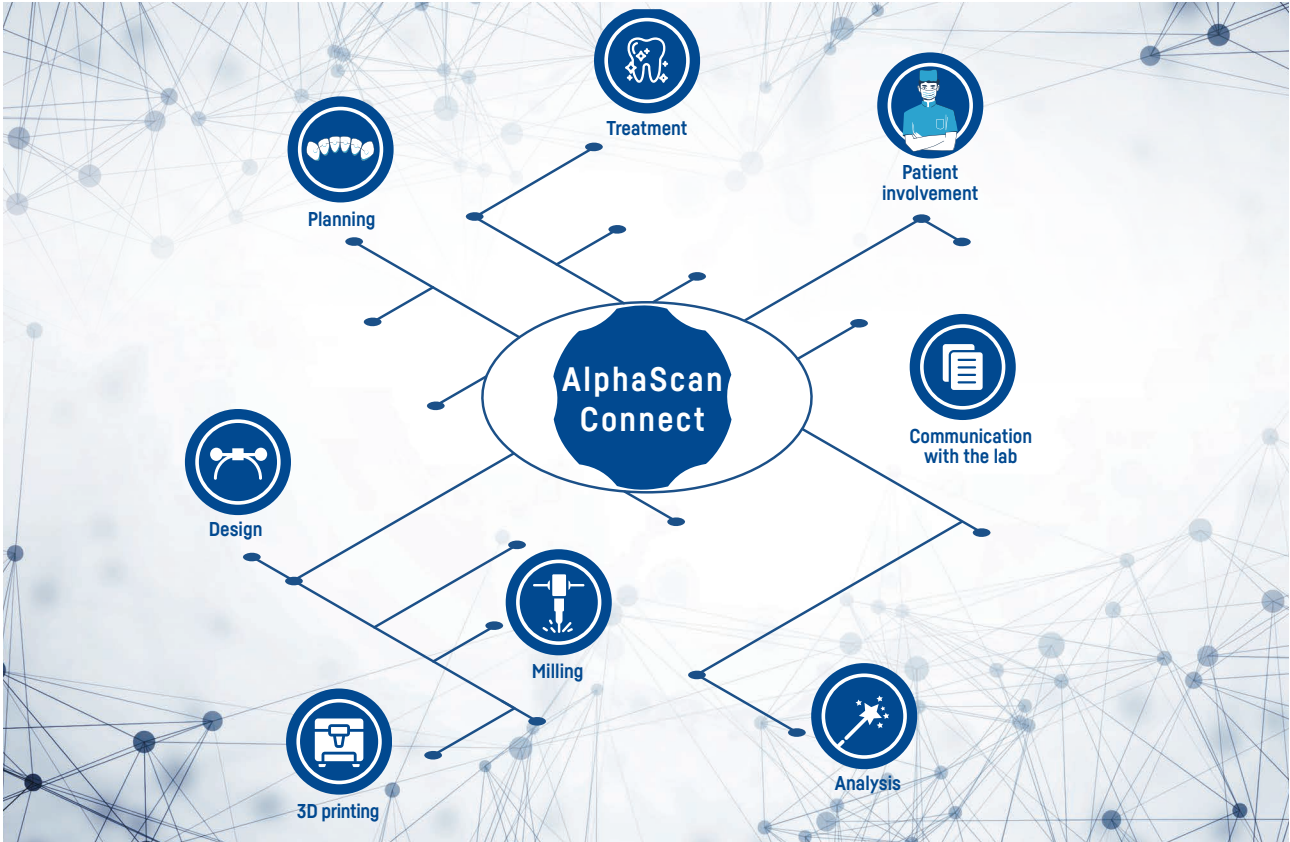 Treatment
Patient
involvement
Planning
AlphaScan
Connect
Communication
with the lab
Design
Milling
Analysis
3D printing